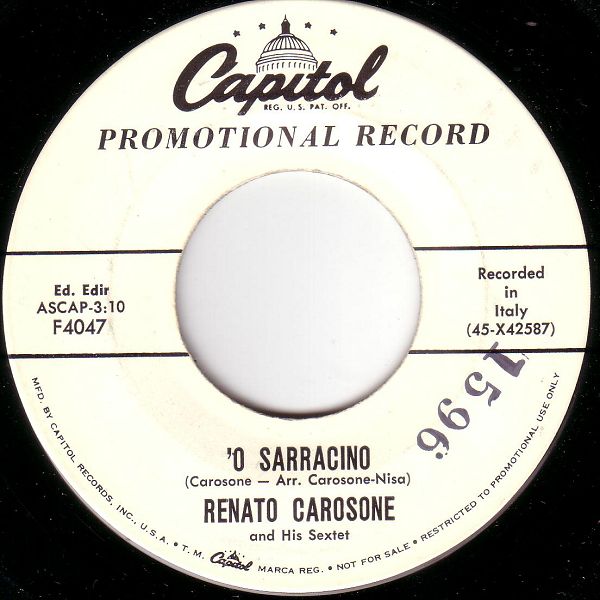 Capitol
REG. U.S. PAT. OFF.
PROMOTIONAL RECORD
Ed. Edir
ASCAP-3:10
F4047
Recorded
in
Italy
(45-X42587)
1596
'O SARRACINO
(Carosone — Arr. Carosone-Nisa)
RENATO CAROSONE
and His Sextet
MFD. BY CAPITOL RECORDS, INC., U.S.A. • T.M. Capitol MARCA REG. • NOT FOR SALE • RESTRICTED TO PROMOTIONAL USE ONLY